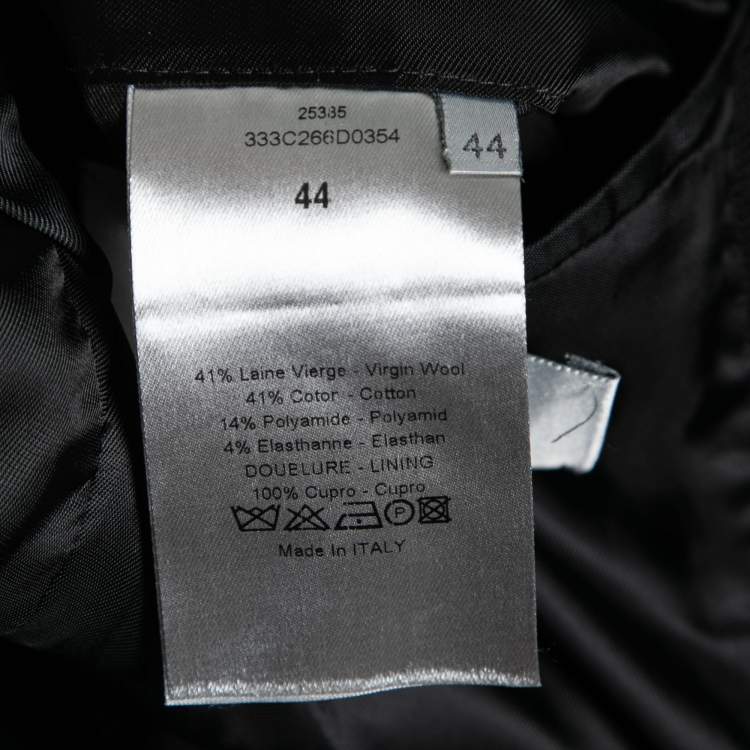 25385
333C266D0354
44
44
41% Laine Vierge - Virgin Wool
41% Coton - Cotton
14% Polyamide - Polyamid
4% Elasthanne - Elasthan
DOUBLURE - LINING
100% Cupro - Cupro
P
Made In ITALY